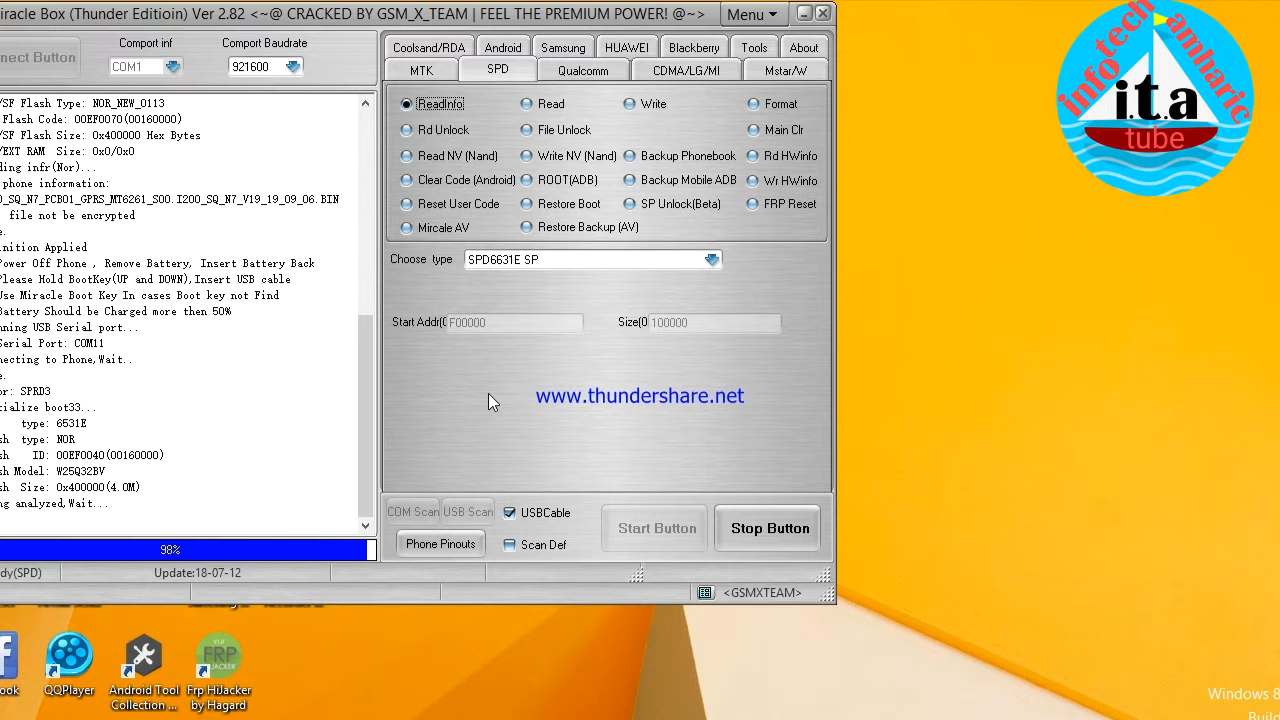 iracle Box (Thunder Editioin) Ver 2.82 <~@ CRACKED BY GSM_X_TEAM | FEEL THE PREMIUM POWER! @~>
Menu
nect Button
Comport inf
COM1
Comport Baudrate
921600
Coolsand/RDA
Android
Samsung
HUAWEI
Blackberry
Tools
About
MTK
SPD
Qualcomm
CDMA/LG/MI
Mstar/W
/SF Flash Type: NOR_NEW_0113
Flash Code: 00EF0070(00160000)
/SF Flash Size: 0x400000 Hex Bytes
/EXT RAM Size: 0x0/0x0
ding infr(Nor)...
phone information:
0_SQ_N7_PCB01_GPRS_MT6261_S00.I200_SQ_N7_V19_19_09_06.BIN
file not be encrypted
e.
inition Applied
Power Off Phone , Remove Battery, Insert Battery Back
Please Hold BootKey(UP and DOWN),Insert USB cable
Use Miracle Boot Key In cases Boot key not Find
Battery Should be Charged more then 50%
nning USB Serial port...
Serial Port: COM11
necting to Phone,Wait..
e.
or: SPRD3
ialize boot33...
type: 6531E
sh type: NOR
sh ID: 00EF0040(00160000)
sh Model: W25Q32BV
sh Size: 0x400000(4.0M)
ng analyzed,Wait...
98%
ReadInfo
Read
Write
Format
Rd Unlock
File Unlock
Main Clr
Read NV (Nand)
Write NV (Nand)
Backup Phonebook
Rd HWinfo
Clear Code (Android)
ROOT(ADB)
Backup Mobile ADB
Wr HWInfo
Reset User Code
Restore Boot
SP Unlock(Beta)
FRP Reset
Mircale AV
Restore Backup (AV)
Choose type
SPD6631E SP
Start Addr(0
F00000
Size(0
100000
www.thundershare.net
COM Scan
USB Scan
USBCable
Start Button
Stop Button
Phone Pinouts
Scan Def
dy(SPD)
Update:18-07-12
<GSMXTEAM>
info tech amharic
i.t.a
tube
ook
QQPlayer
Android Tool
Collection ...
VIJI
FRP
HIJACKER
Frp HiJacker
by Hagard
Windows 8
Buil